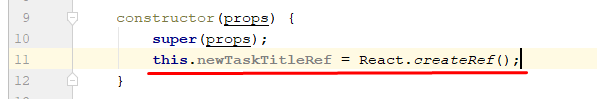 9 constructor(props) {
10 super(props);
11 this.newTaskTitleRef = React.createRef();
12 }